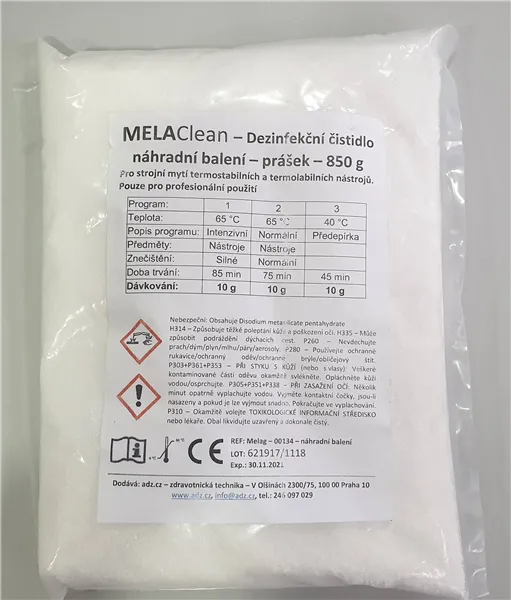 MELAClean – Dezinfekční čistidlo
náhradní balení – prášek – 850 g
Pro strojní mytí termostabilních a termolabilních nástrojů.
Pouze pro profesionální použití
Program: 1 2 3
Teplota: 65 °C 65 °C 40 °C
Popis programu: Intenzivní Normální Předepírka
Předměty: Nástroje Nástroje
Znečištění: Silné Normální
Doba trvání: 85 min 75 min 45 min
Dávkování: 10 g 10 g 10 g
Nebezpečni: Obsahuje Disodium metasilicate pentahydrate
H314 – Způsobuje těžké poleptání kůže a poškození očí. H335 – Může
způsobit podráždění dýchacích cest. P260 – Nevdechujte
prach/dým/plyn/mlhu/páry/aerosoly. P280 – Používejte ochranné
rukavice/ochranný oděv/ochranné brýle/obličejový štít.
P303+P361+P353 – PŘI STYKU S KŮŽÍ (nebo s vlasy): Veškeré
kontaminované části oděvu okamžitě svlékněte. Opláchněte kůži
vodou/osprchujte. P305+P351+P338 – PŘI ZASAŽENÍ OČÍ: Několik
minut opatrně vyplachujte vodou. Vyjměte kontaktní čočky, jsou-li
nasazeny a pokud je lze vyjmout snadno. Pokračujte ve vyplachování.
P310 – Okamžitě volejte TOXIKOLOGICKÉ INFORMAČNÍ STŘEDISKO
nebo lékaře. Obal likvidujte uzavřený a dokonale čistý.
CE
REF: Melag – 00134 – náhradní balení
LOT: 621917/1118
Exp.: 30.11.2021
Dodává: adz.cz – zdravotnická technika – V Olšinách 2300/75, 100 00 Praha 10
www.adz.cz, info@adz.cz, tel.: 246 097 029